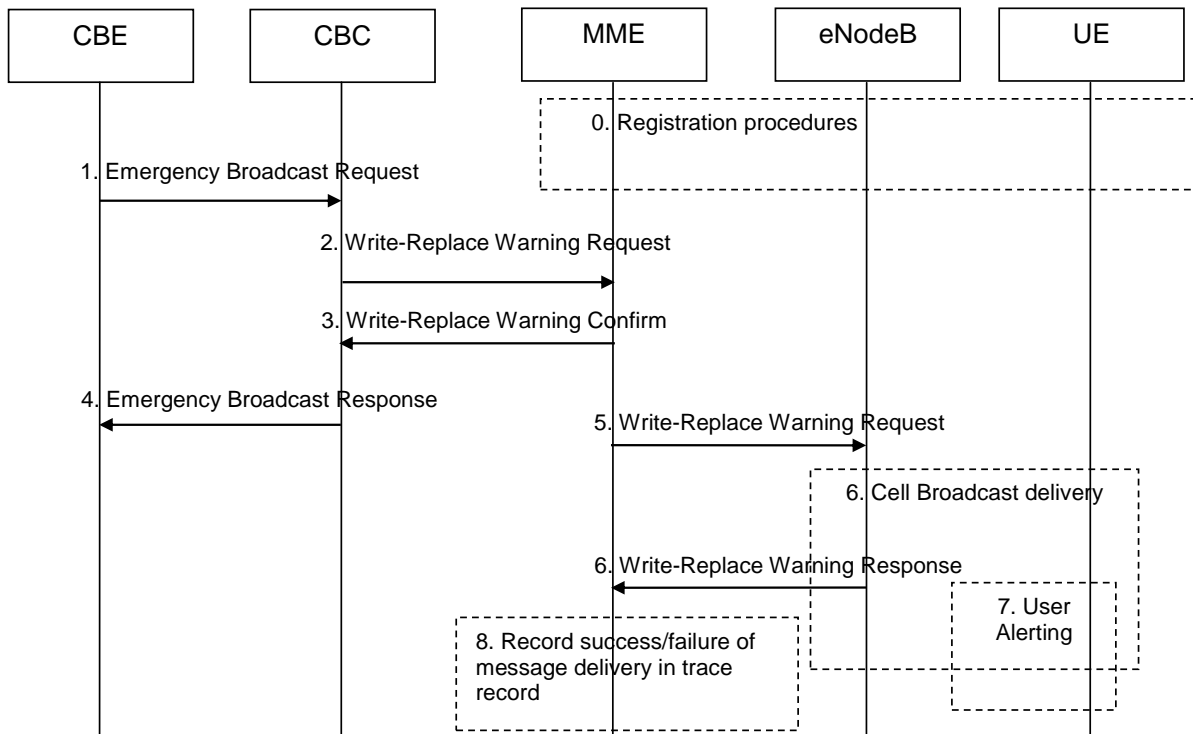 CBE
CBC
MME
eNodeB
UE
0. Registration procedures
1. Emergency Broadcast Request
2. Write-Replace Warning Request
3. Write-Replace Warning Confirm
4. Emergency Broadcast Response
5. Write-Replace Warning Request
6. Cell Broadcast delivery
6. Write-Replace Warning Response
7. User
Alerting
8. Record success/failure of
message delivery in trace
record